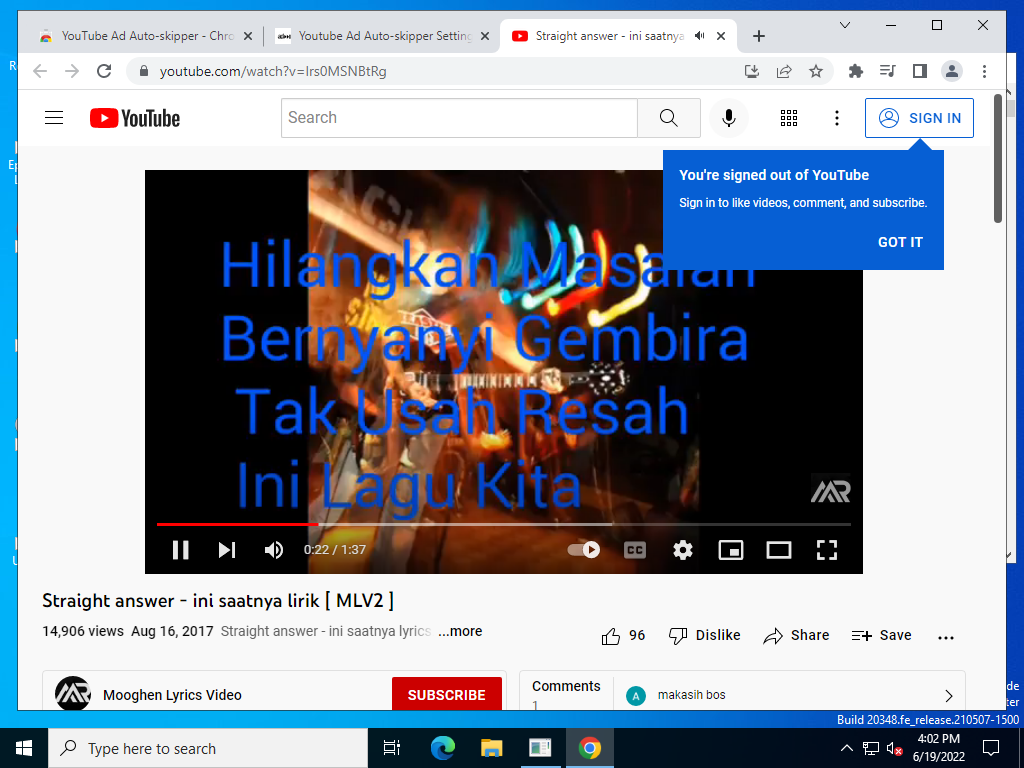 YouTube Ad Auto-skipper - Chro
Youtube Ad Auto-skipper Setting
Straight answer - ini saatnya
youtube.com/watch?v=Irs0MSNBtRg
YouTube
Search
SIGN IN
You're signed out of YouTube
Sign in to like videos, comment, and subscribe.
GOT IT
Hilangkan Masalah
Bernyanyi Gembira
Tak Usah Resah
Ini Lagu Kita
MR
0:22 / 1:37
CC
Straight answer - ini saatnya lirik [ MLV2 ]
14,906 views Aug 16, 2017 Straight answer - ini saatnya lyrics ...more
96 Dislike Share Save
Mooghen Lyrics Video
SUBSCRIBE
Comments
1
A makasih bos
Build 20348.fe_release.210507-1500
Type here to search
4:02 PM
6/19/2022